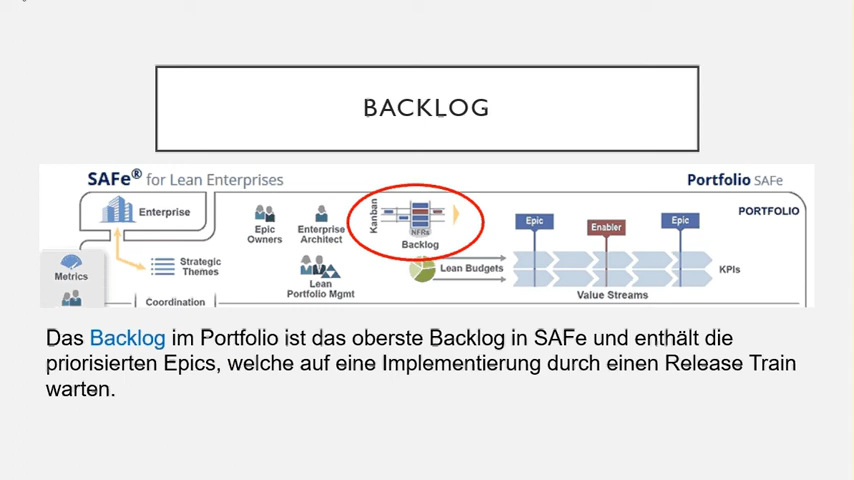 BACKLOG
SAFe® for Lean Enterprises
Portfolio SAFe
Enterprise
Epic
Owners
Enterprise
Architect
Kanban
NFRs
Backlog
Epic
Enabler
Epic
PORTFOLIO
Metrics
Strategic
Themes
Lean
Portfolio Mgmt
Lean Budgets
KPIs
Coordination
Value Streams
Das Backlog im Portfolio ist das oberste Backlog in SAFe und enthält die
priorisierten Epics, welche auf eine Implementierung durch einen Release Train
warten.